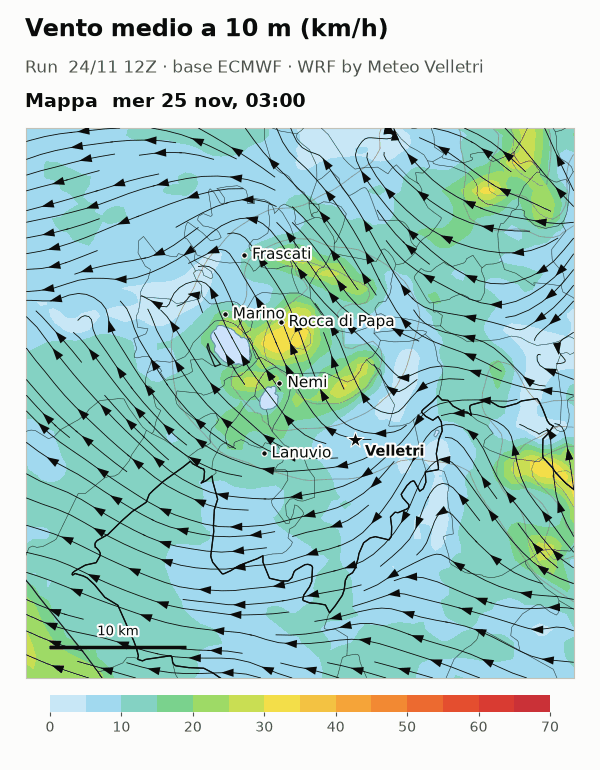 Vento medio a 10 m (km/h)
Run  24/11 12Z · base ECMWF · WRF by Meteo Velletri
Mappa  mer 25 nov, 03:00
Frascati
Marino
Rocca di Papa
Nemi
Velletri
Lanuvio
10 km
0 10 20 30 40 50 60 70